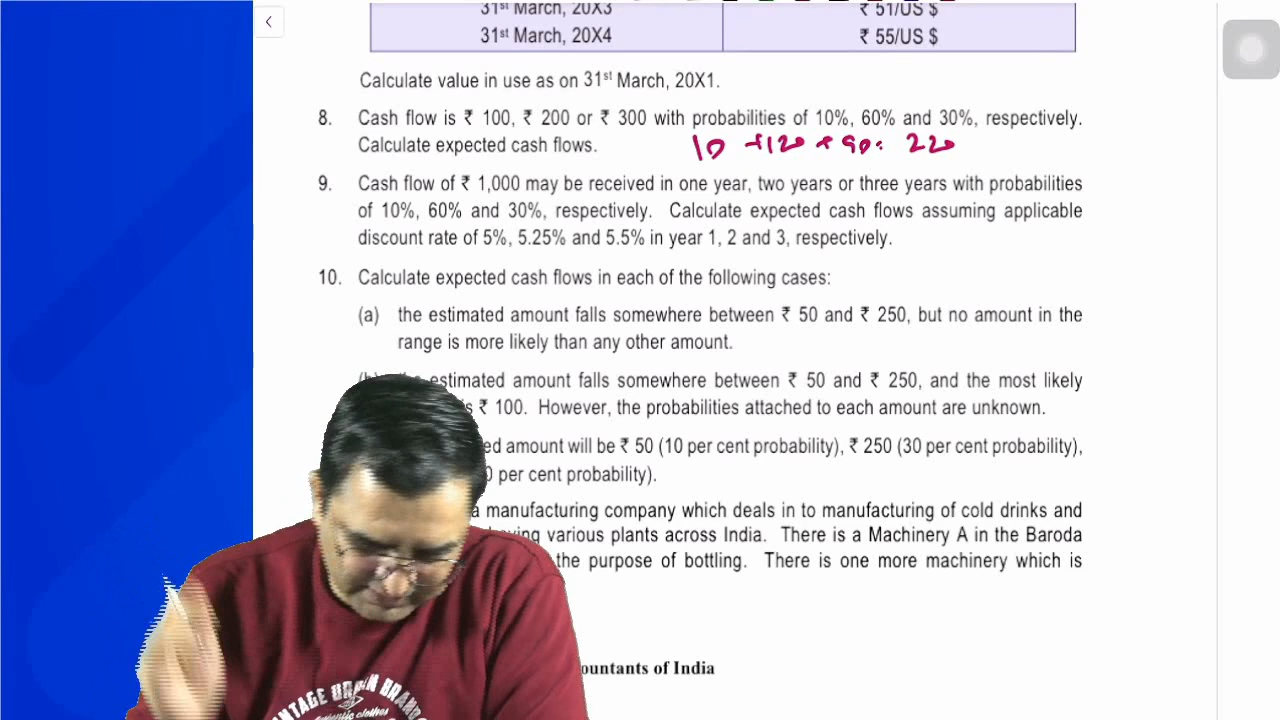 31st March, 20X3 ₹ 51/US $
31st March, 20X4 ₹ 55/US $
Calculate value in use as on 31st March, 20X1.
8. Cash flow is ₹ 100, ₹ 200 or ₹ 300 with probabilities of 10%, 60% and 30%, respectively.
Calculate expected cash flows. 10 +120 + 90 = 220
9. Cash flow of ₹ 1,000 may be received in one year, two years or three years with probabilities
of 10%, 60% and 30%, respectively. Calculate expected cash flows assuming applicable
discount rate of 5%, 5.25% and 5.5% in year 1, 2 and 3, respectively.
10. Calculate expected cash flows in each of the following cases:
(a) the estimated amount falls somewhere between ₹ 50 and ₹ 250, but no amount in the
range is more likely than any other amount.
estimated amount falls somewhere between ₹ 50 and ₹ 250, and the most likely
₹ 100. However, the probabilities attached to each amount are unknown.
amount will be ₹ 50 (10 per cent probability), ₹ 250 (30 per cent probability),
per cent probability).
a manufacturing company which deals in to manufacturing of cold drinks and
various plants across India. There is a Machinery A in the Baroda
the purpose of bottling. There is one more machinery which is
of India